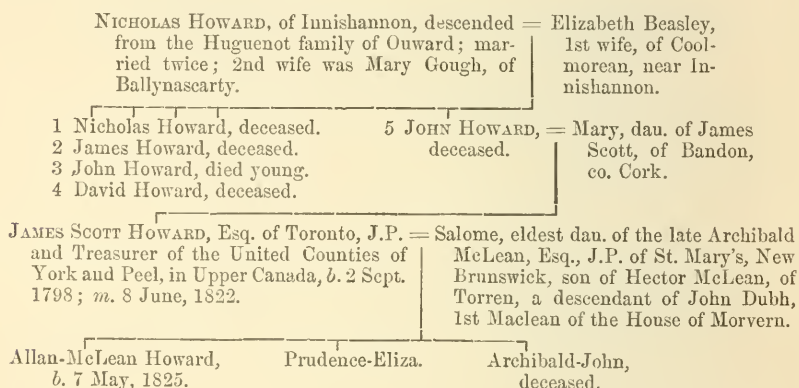 NICHOLAS HOWARD, of Innishannon, descended = Elizabeth Beasley,
from the Huguenot family of Ouward; mar- 1st wife, of Cool-
ried twice; 2nd wife was Mary Gough, of morean, near In-
Ballynascarty. nishannon.
1 Nicholas Howard, deceased. 5 JOHN HOWARD, = Mary, dau. of James
2 James Howard, deceased. deceased. Scott, of Bandon,
3 John Howard, died young. co. Cork.
4 David Howard, deceased.
JAMES SCOTT HOWARD, Esq. of Toronto, J.P. = Salome, eldest dau. of the late Archibald
and Treasurer of the United Counties of McLean, Esq., J.P. of St. Mary's, New
York and Peel, in Upper Canada, b. 2 Sept. Brunswick, son of Hector McLean, of
1798; m. 8 June, 1822. Torren, a descendant of John Dubh,
1st Maclean of the House of Morvern.
Allan-McLean Howard, Prudence-Eliza. Archibald-John,
b. 7 May, 1825. deceased.